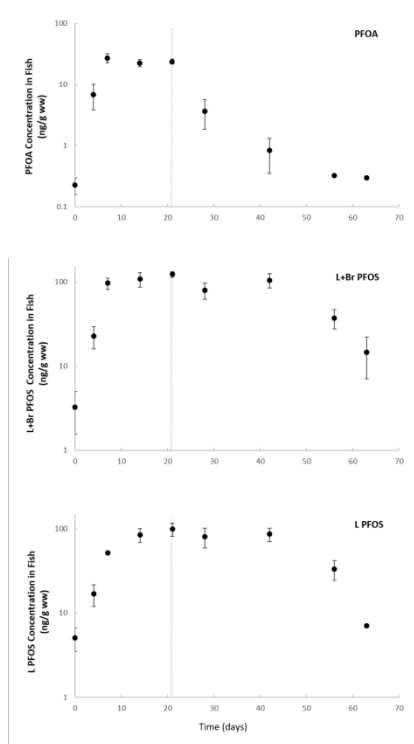 PFOA
PFOA Concentration in Fish
(ng/g ww)
100
10
1
0.1
0 10 20 30 40 50 60 70
L+Br PFOS
L+Br PFOS Concentration in Fish
(ng/g ww)
100
10
1
0 10 20 30 40 50 60 70
L PFOS
L PFOS Concentration in Fish
(ng/g ww)
100
10
1
0 10 20 30 40 50 60 70
Time (days)